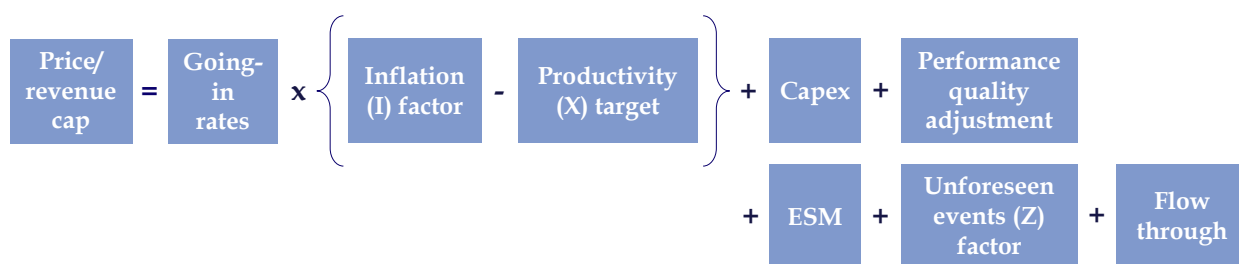 Price/
revenue
cap
=
Going-
in
rates
x
Inflation
(I) factor
-
Productivity
(X) target
+
Capex
+
Performance
quality
adjustment
+
ESM
+
Unforeseen
events (Z)
factor
+
Flow
through